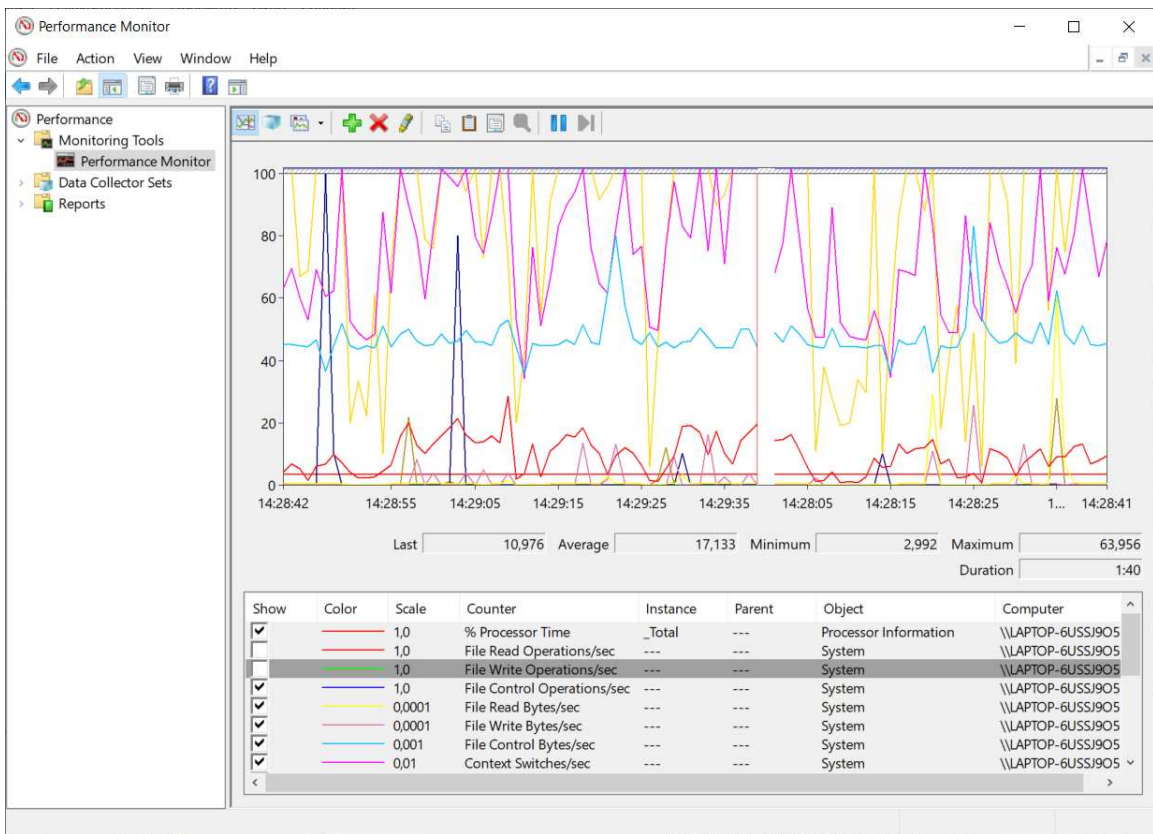 Performance Monitor
File Action View Window Help
Performance
Monitoring Tools
Performance Monitor
Data Collector Sets
Reports
100
80
60
40
20
0
14:28:42 14:28:55 14:29:05 14:29:15 14:29:25 14:29:35 14:28:05 14:28:15 14:28:25 1... 14:28:41
Last 10,976 Average 17,133 Minimum 2,992 Maximum 63,956
Duration 1:40
Show Color Scale Counter Instance Parent Object Computer
1,0 % Processor Time _Total --- Processor Information \\LAPTOP-6USSJ9O5
1,0 File Read Operations/sec --- --- System \\LAPTOP-6USSJ9O5
1,0 File Write Operations/sec --- --- System \\LAPTOP-6USSJ9O5
1,0 File Control Operations/sec --- --- System \\LAPTOP-6USSJ9O5
0,0001 File Read Bytes/sec --- --- System \\LAPTOP-6USSJ9O5
0,0001 File Write Bytes/sec --- --- System \\LAPTOP-6USSJ9O5
0,001 File Control Bytes/sec --- --- System \\LAPTOP-6USSJ9O5
0,01 Context Switches/sec --- --- System \\LAPTOP-6USSJ9O5